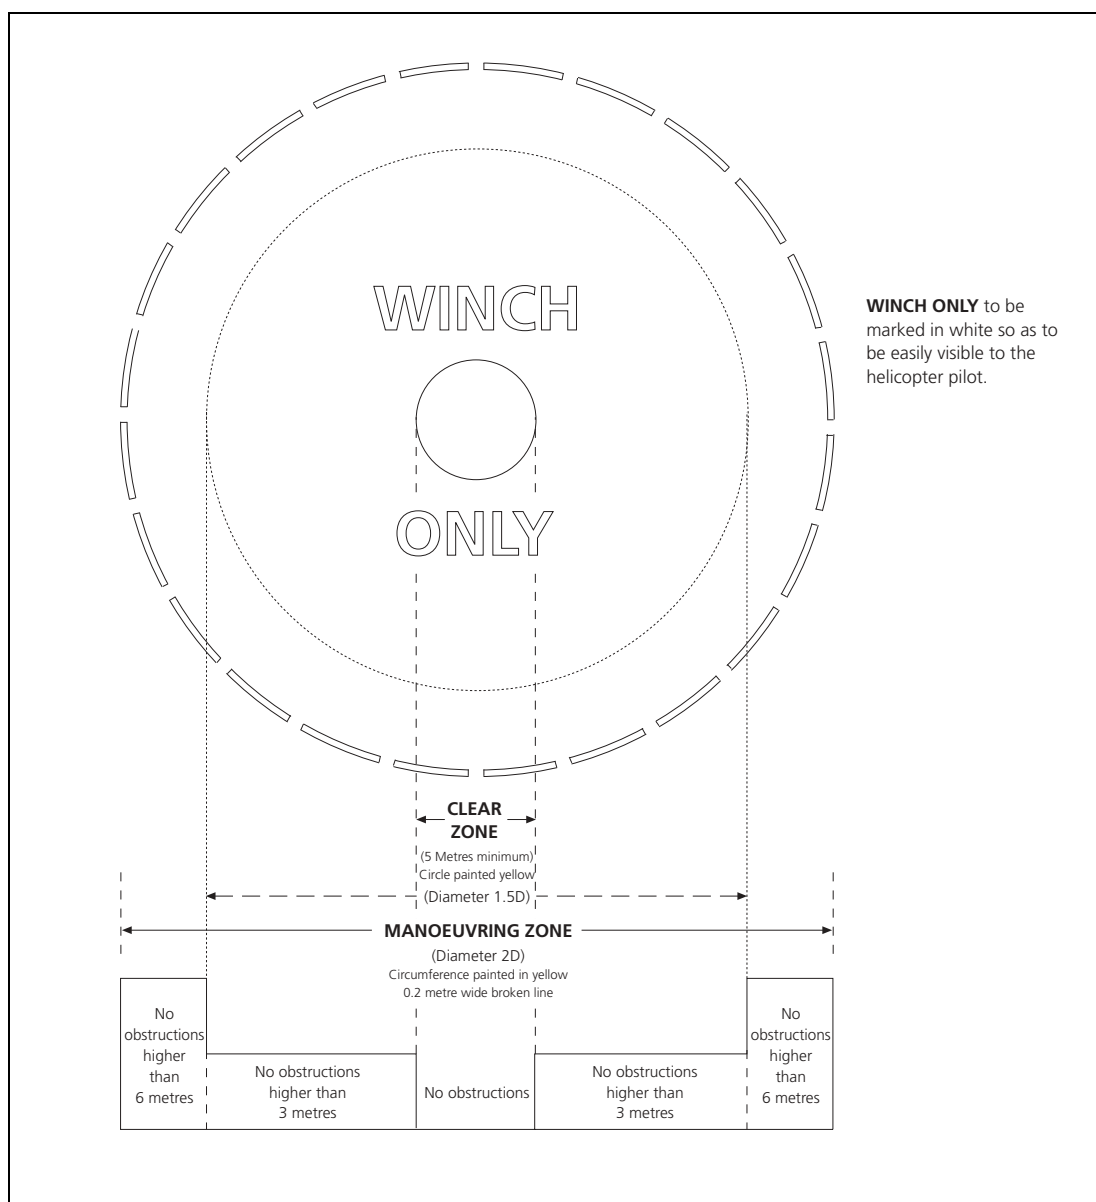 WINCH
ONLY
WINCH ONLY to be
marked in white so as to
be easily visible to the
helicopter pilot.
CLEAR
ZONE
(5 Metres minimum)
Circle painted yellow
(Diameter 1.5D)
MANOEUVRING ZONE
(Diameter 2D)
Circumference painted in yellow
0.2 metre wide broken line
No
obstructions
higher
than
6 metres
No obstructions
higher than
3 metres
No obstructions
No obstructions
higher than
3 metres
No
obstructions
higher
than
6 metres